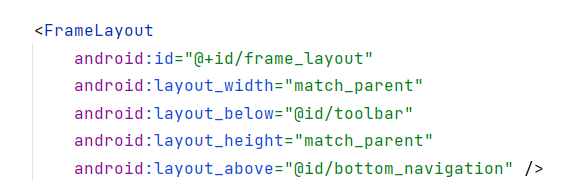 <FrameLayout
android:id="@+id/frame_layout"
android:layout_width="match_parent"
android:layout_below="@id/toolbar"
android:layout_height="match_parent"
android:layout_above="@id/bottom_navigation" />